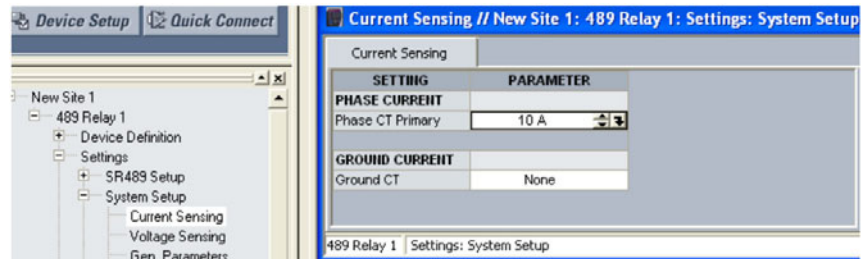 Device Setup Quick Connect
New Site 1
489 Relay 1
Device Definition
Settings
SR489 Setup
System Setup
Current Sensing
Voltage Sensing
Gen. Parameters
Current Sensing // New Site 1: 489 Relay 1: Settings: System Setup
Current Sensing
SETTING PARAMETER
PHASE CURRENT
Phase CT Primary 10 A
GROUND CURRENT
Ground CT None
489 Relay 1 Settings: System Setup